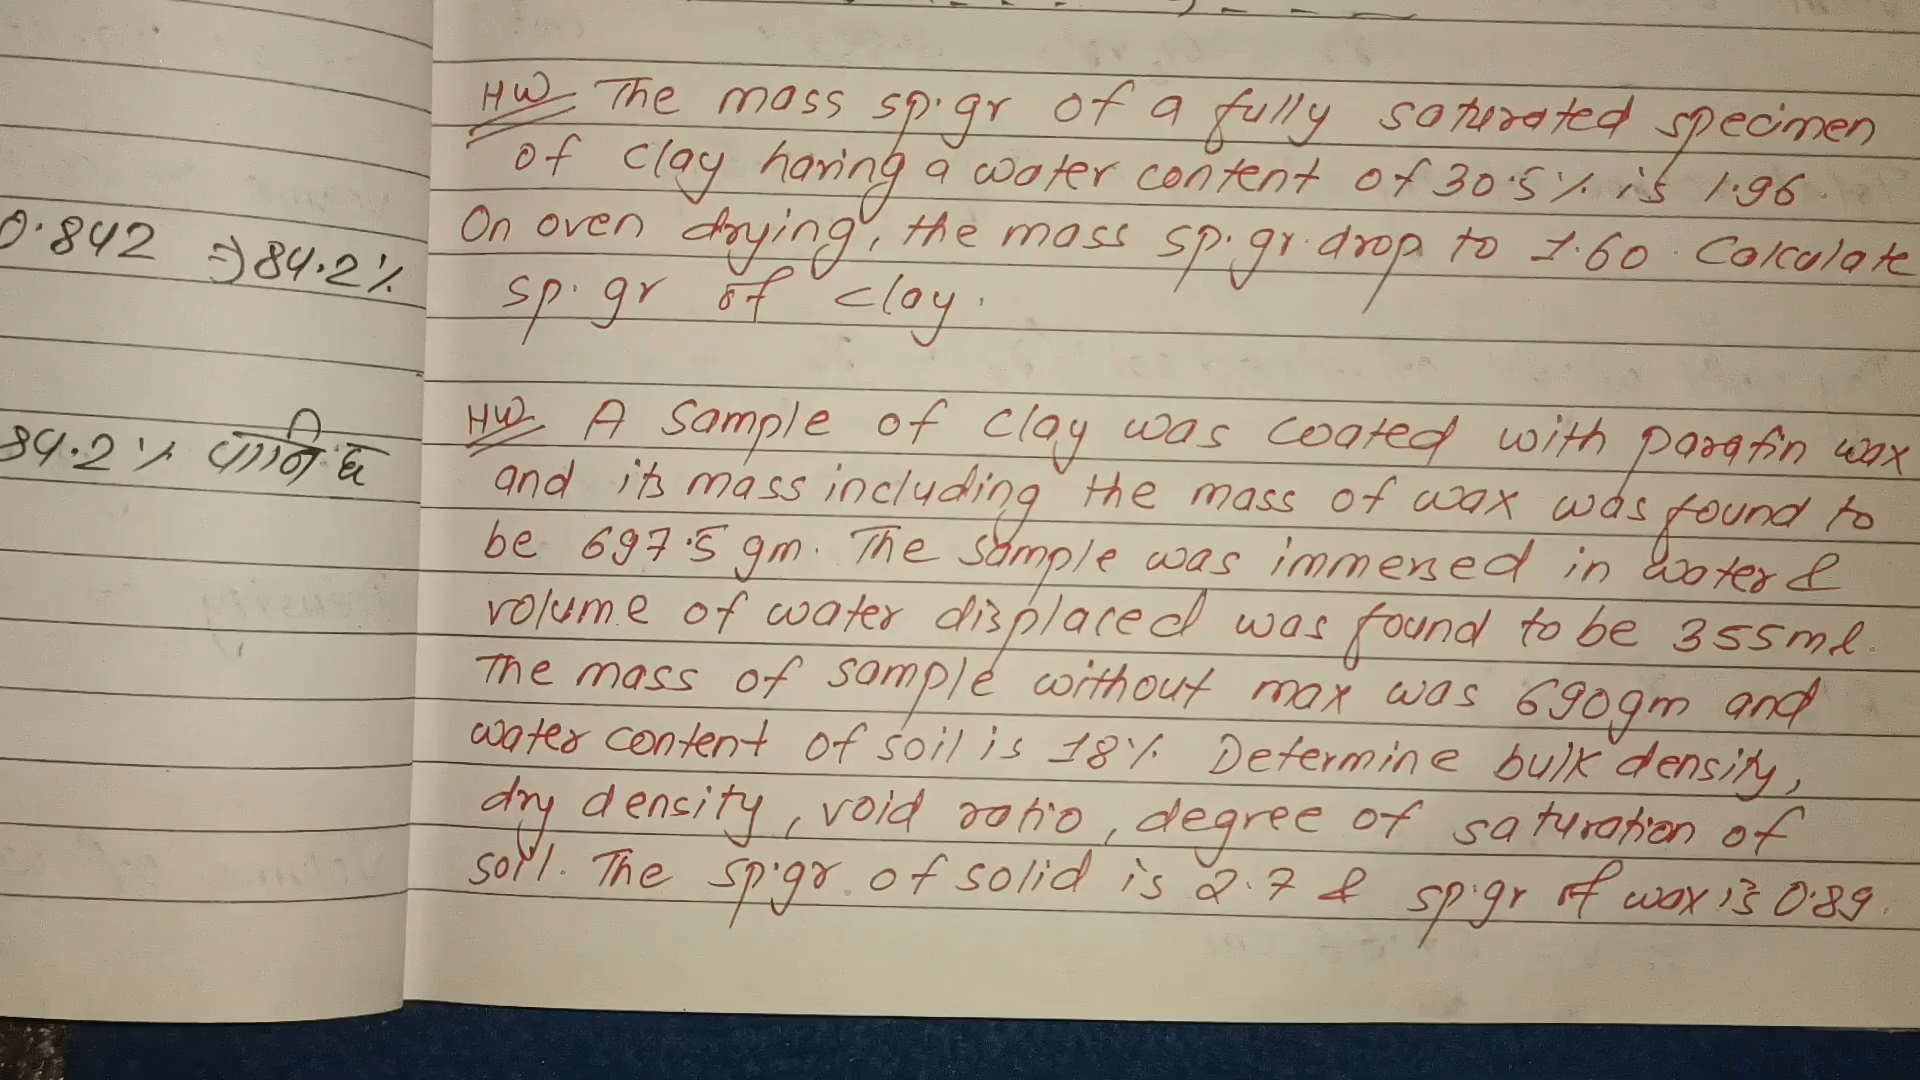 0.842 ⇒ 84.2%
84.2%
HW The mass sp.gr of a fully saturated specimen
of clay having a water content of 30.5% is 1.96.
On oven drying, the mass sp.gr. drop to 1.60. Calculate
sp.gr of clay.
HW A sample of clay was coated with parafin wax
and its mass including the mass of wax was found to
be 697.5 gm. The sample was immersed in water &
volume of water displaced was found to be 355ml.
The mass of sample without max was 690gm and
water content of soil is 18%. Determine bulk density,
dry density, void ratio, degree of saturation of
soil. The sp.gr. of solid is 2.7 & sp.gr of wax is 0.89.